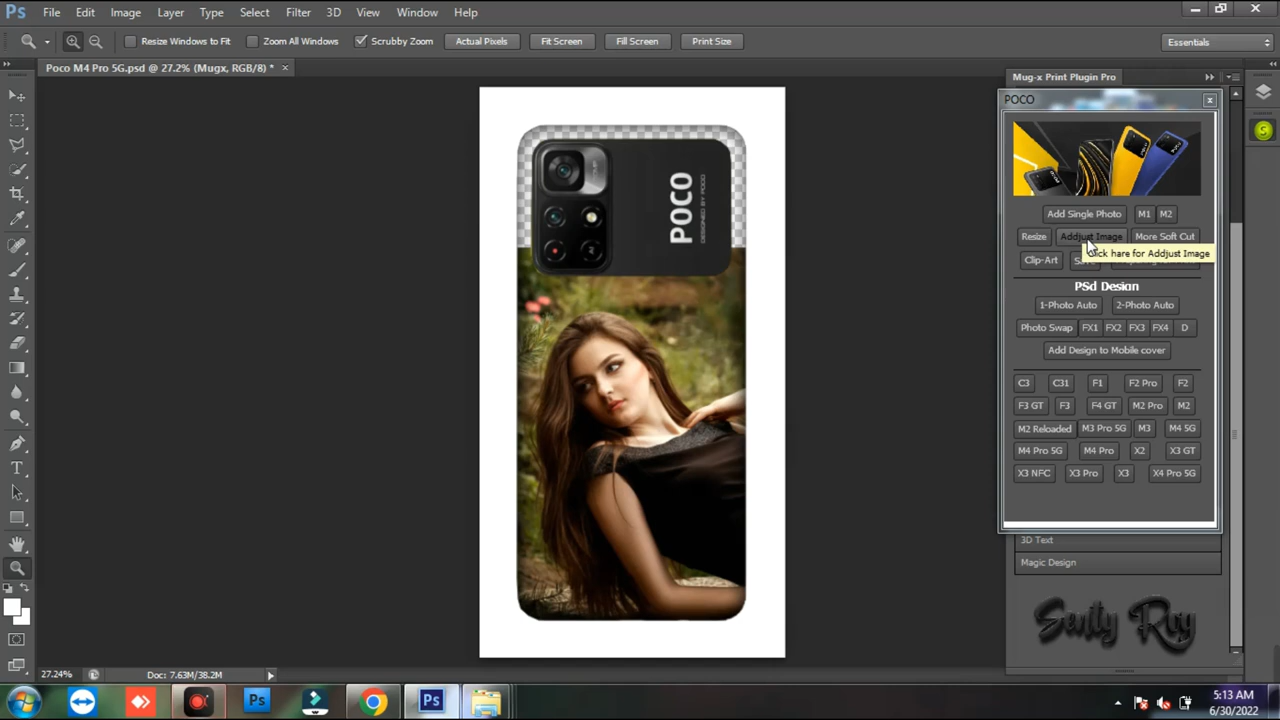 Ps File Edit Image Layer Type Select Filter 3D View Window Help
Resize Windows to Fit Zoom All Windows Scrubby Zoom Actual Pixels Fit Screen Fill Screen Print Size Essentials
Poco M4 Pro 5G.psd @ 27.2% (Mugx, RGB/8) * ×
Mug-x Print Plugin Pro
POCO
POCO
DESIGNED BY POCO
AI
Add Single Photo M1 M2
Resize Addjust Image More Soft Cut
Click hare for Addjust Image
Clip-Art
PSd Design
1-Photo Auto 2-Photo Auto
Photo Swap FX1 FX2 FX3 FX4 D
Add Design to Mobile cover
C3 C31 F1 F2 Pro F2
F3 GT F3 F4 GT M2 Pro M2
M2 Reloaded M3 Pro 5G M3 M4 5G
M4 Pro 5G M4 Pro X2 X3 GT
X3 NFC X3 Pro X3 X4 Pro 5G
3D Text
Magic Design
Senty Roy
27.24% Doc: 7.63M/38.2M
Ps Ps
5:13 AM
6/30/2022